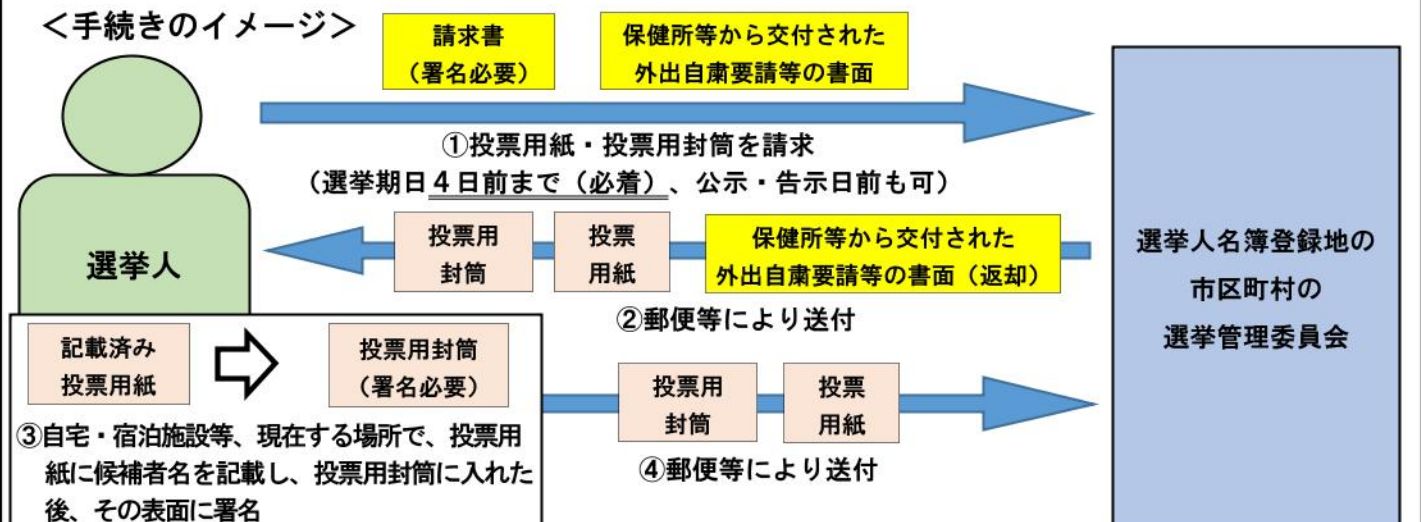 ＜手続きのイメージ＞
請求書
（署名必要）
保健所等から交付された
外出自粛要請等の書面
①投票用紙・投票用封筒を請求
（選挙期日４日前まで（必着）、公示・告示日前も可）
選挙人
投票用
封筒
投票
用紙
保健所等から交付された
外出自粛要請等の書面（返却）
②郵便等により送付
選挙人名簿登録地の
市区町村の
選挙管理委員会
記載済み
投票用紙
投票用封筒
（署名必要）
③自宅・宿泊施設等、現在する場所で、投票用
紙に候補者名を記載し、投票用封筒に入れた
後、その表面に署名
投票用
封筒
投票
用紙
④郵便等により送付